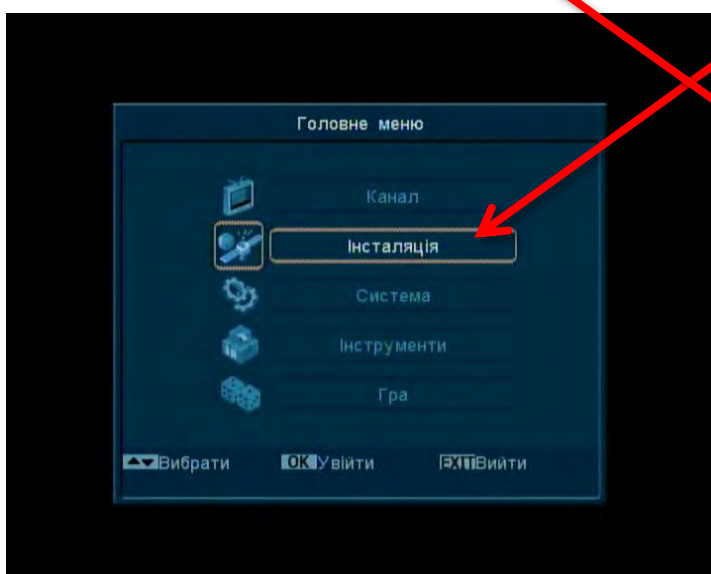 Головне меню
Канал
Інсталяція
Система
Інструменти
Гра
Вибрати OK Увійти EXIT Вийти